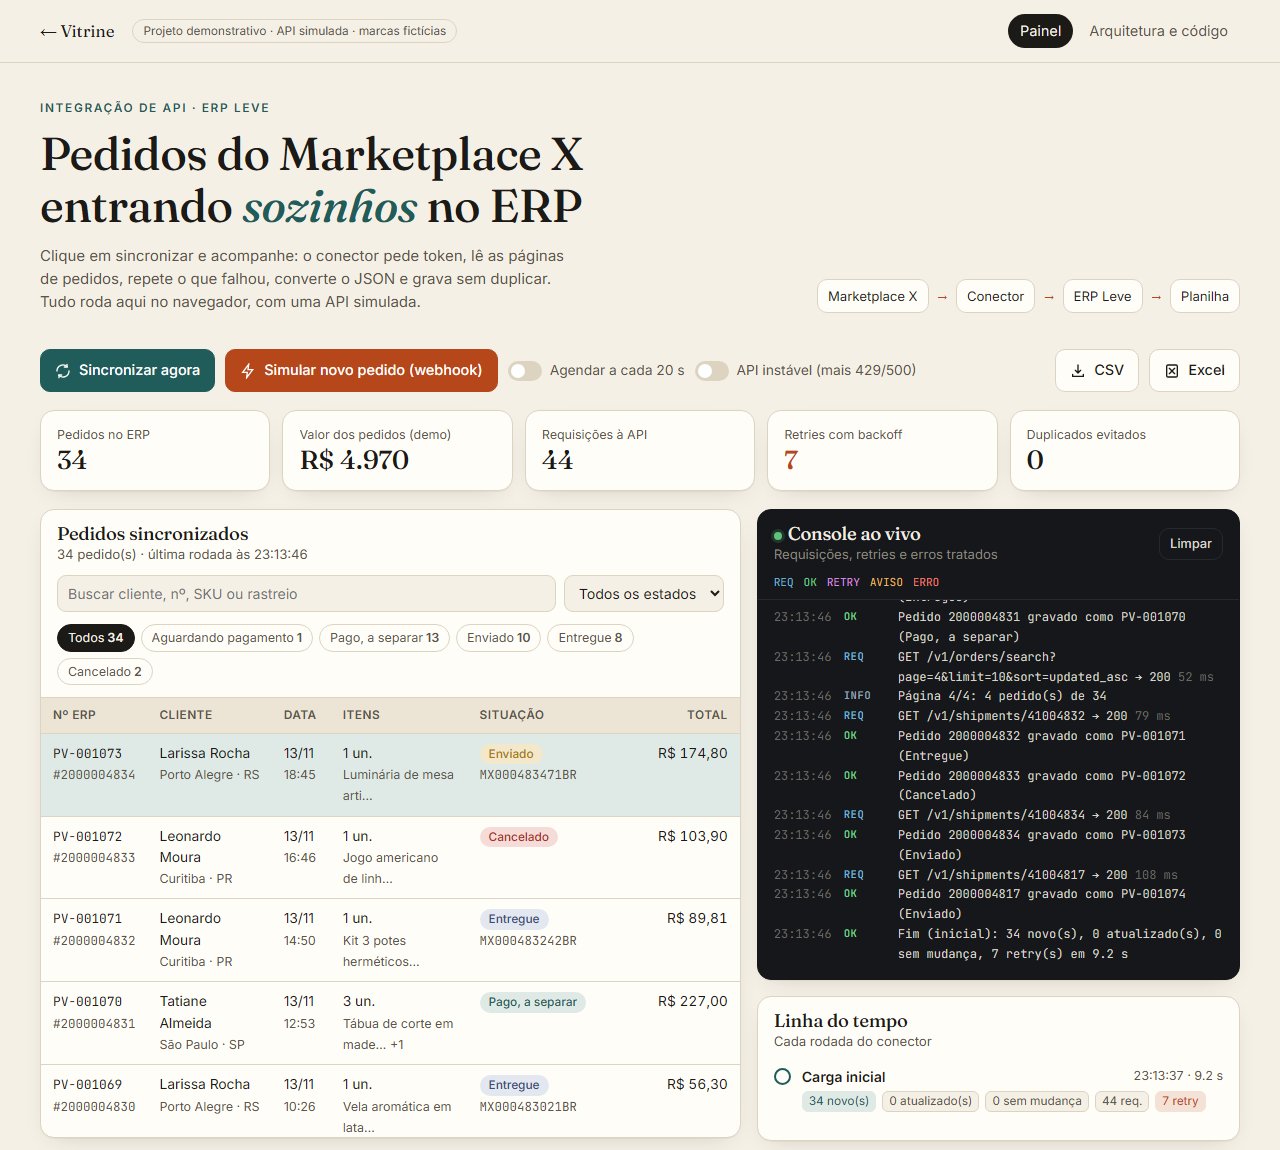 ← Vitrine
Projeto demonstrativo · API simulada · marcas fictícias
Painel
Arquitetura e código
INTEGRAÇÃO DE API · ERP LEVE
Pedidos do Marketplace X
entrando sozinhos no ERP
Clique em sincronizar e acompanhe: o conector pede token, lê as páginas
de pedidos, repete o que falhou, converte o JSON e grava sem duplicar.
Tudo roda aqui no navegador, com uma API simulada.
Marketplace X → Conector → ERP Leve → Planilha
Sincronizar agora
Simular novo pedido (webhook)
Agendar a cada 20 s
API instável (mais 429/500)
CSV
Excel
Pedidos no ERP
34
Valor dos pedidos (demo)
R$ 4.970
Requisições à API
44
Retries com backoff
7
Duplicados evitados
0
Pedidos sincronizados
34 pedido(s) · última rodada às 23:13:46
Buscar cliente, nº, SKU ou rastreio
Todos os estados
Todos 34
Aguardando pagamento 1
Pago, a separar 13
Enviado 10
Entregue 8
Cancelado 2
Nº ERP CLIENTE DATA ITENS SITUAÇÃO TOTAL
PV-001073 Larissa Rocha 13/11 1 un. Enviado R$ 174,80
#2000004834 Porto Alegre · RS 18:45 Luminária de mesa MX000483471BR
arti...
PV-001072 Leonardo 13/11 1 un. Cancelado R$ 103,90
#2000004833 Moura 16:46 Jogo americano
Curitiba · PR de linh...
PV-001071 Leonardo 13/11 1 un. Entregue R$ 89,81
#2000004832 Moura 14:50 Kit 3 potes MX000483242BR
Curitiba · PR herméticos...
PV-001070 Tatiane 13/11 3 un. Pago, a separar R$ 227,00
#2000004831 Almeida 12:53 Tábua de corte em
São Paulo · SP made... +1
PV-001069 Larissa Rocha 13/11 1 un. Entregue R$ 56,30
#2000004830 Porto Alegre · RS 10:26 Vela aromática em MX000483021BR
lata...
Console ao vivo
Requisições, retries e erros tratados
Limpar
REQ OK RETRY AVISO ERRO
(Entregue)
23:13:46 OK Pedido 2000004831 gravado como PV-001070
(Pago, a separar)
23:13:46 REQ GET /v1/orders/search?
page=4&limit=10&sort=updated_asc → 200 52 ms
23:13:46 INFO Página 4/4: 4 pedido(s) de 34
23:13:46 REQ GET /v1/shipments/41004832 → 200 79 ms
23:13:46 OK Pedido 2000004832 gravado como PV-001071
(Entregue)
23:13:46 OK Pedido 2000004833 gravado como PV-001072
(Cancelado)
23:13:46 REQ GET /v1/shipments/41004834 → 200 84 ms
23:13:46 OK Pedido 2000004834 gravado como PV-001073
(Enviado)
23:13:46 REQ GET /v1/shipments/41004817 → 200 108 ms
23:13:46 OK Pedido 2000004817 gravado como PV-001074
(Enviado)
23:13:46 OK Fim (inicial): 34 novo(s), 0 atualizado(s), 0
sem mudança, 7 retry(s) em 9.2 s
Linha do tempo
Cada rodada do conector
Carga inicial 23:13:37 · 9.2 s
34 novo(s) 0 atualizado(s) 0 sem mudança 44 req. 7 retry